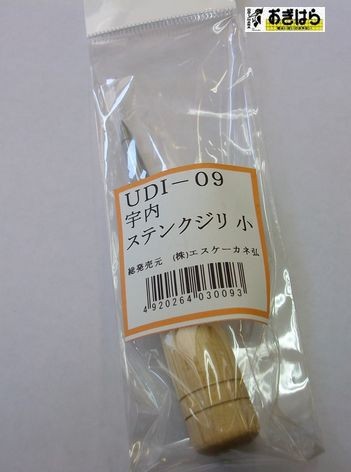 おぎはら
UDI－09
宇内
ステンクジリ 小
総発売元 (株)エスケーカネ弘
4920264030093